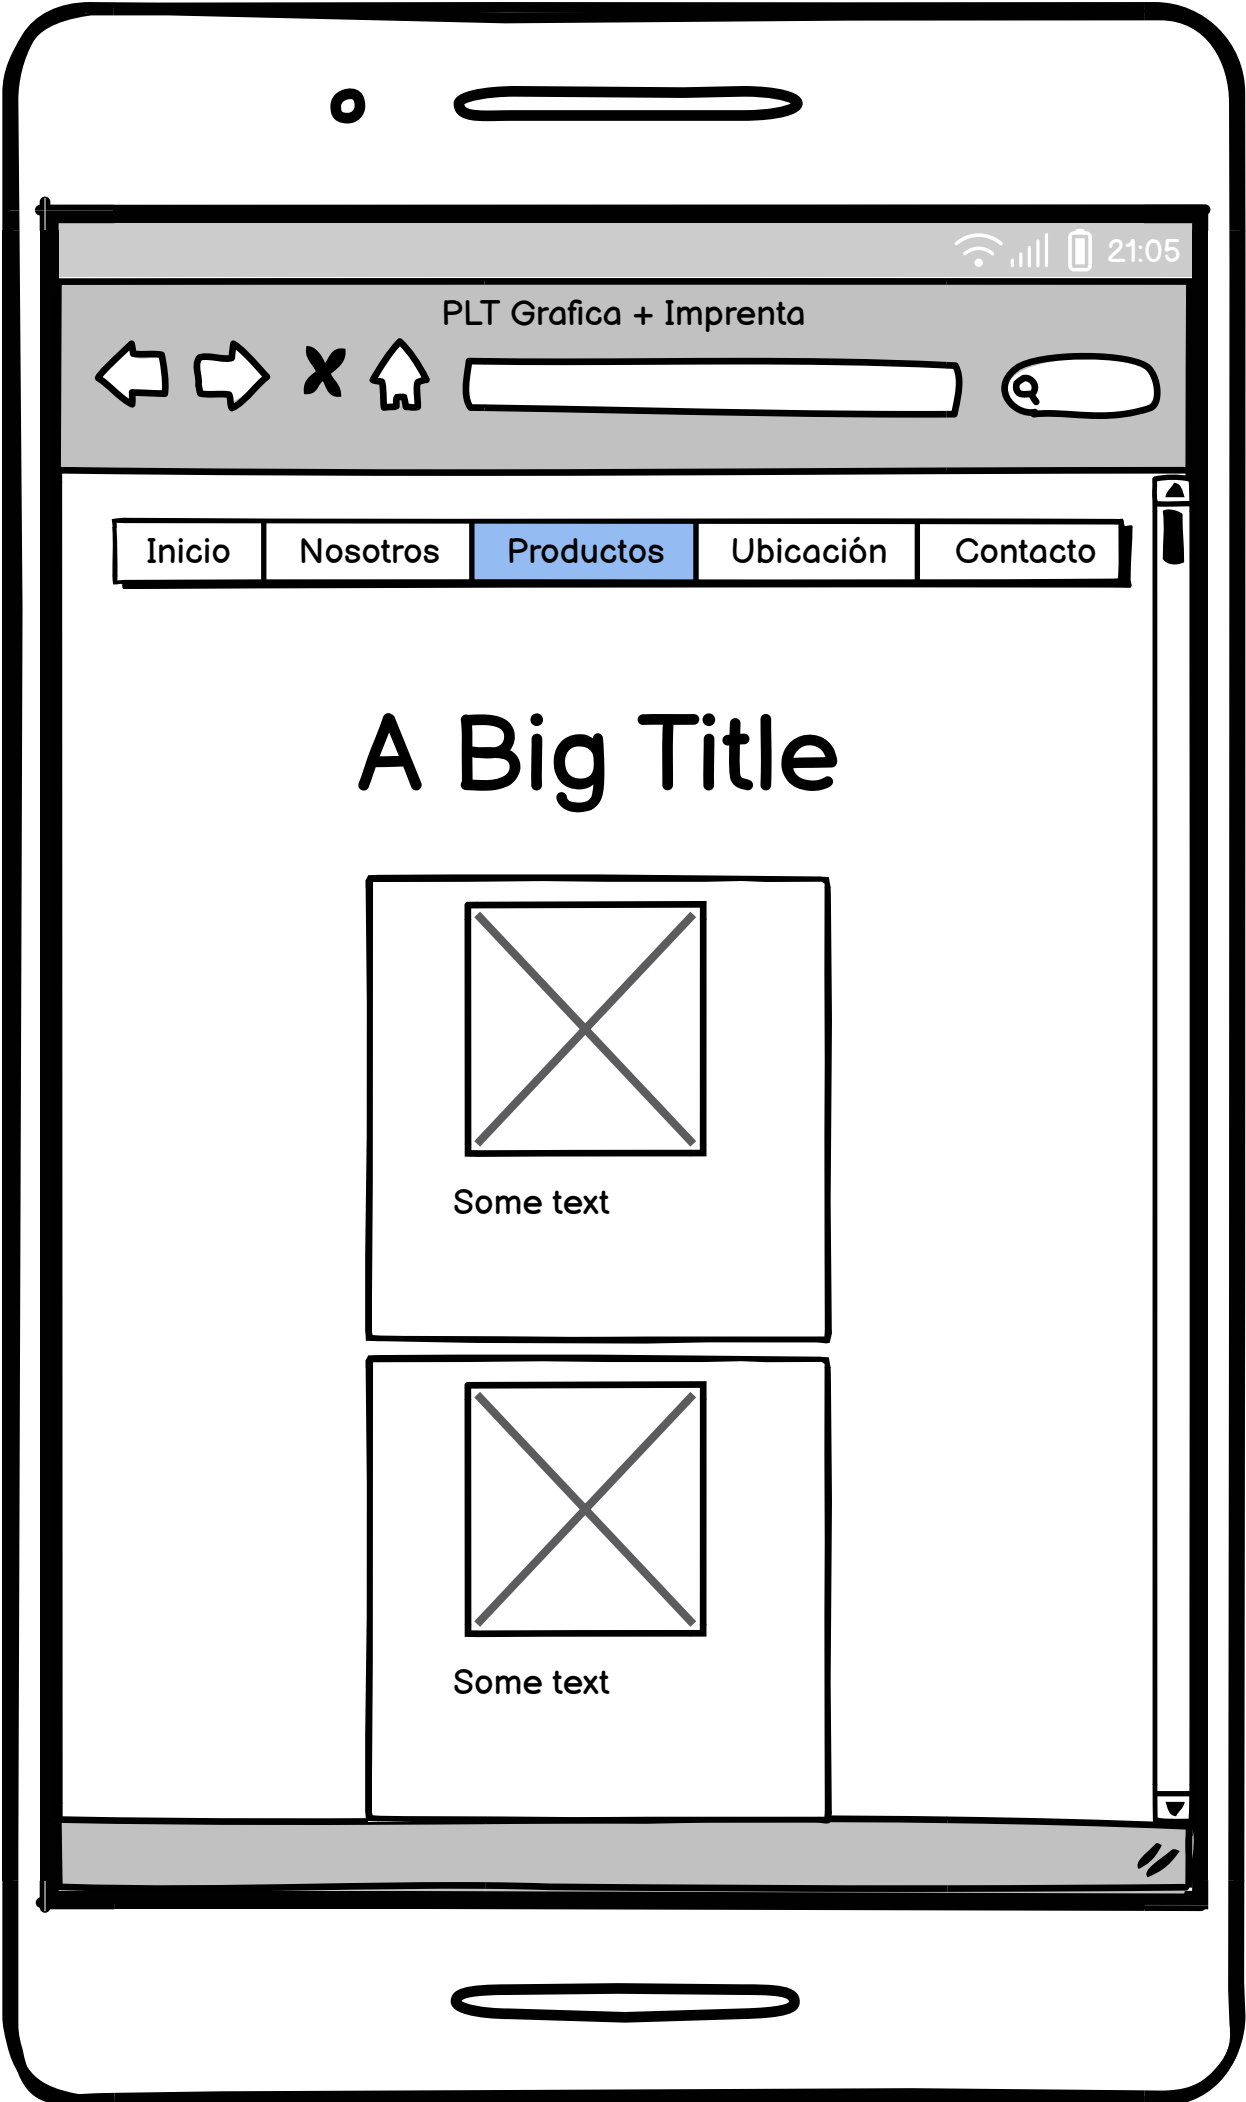 21:05
PLT Grafica + Imprenta
Inicio Nosotros Productos Ubicación Contacto
A Big Title
Some text
Some text